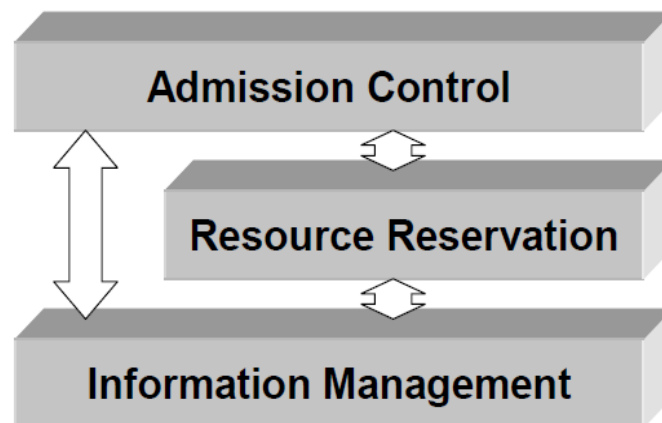 Admission Control
Resource Reservation
Information Management